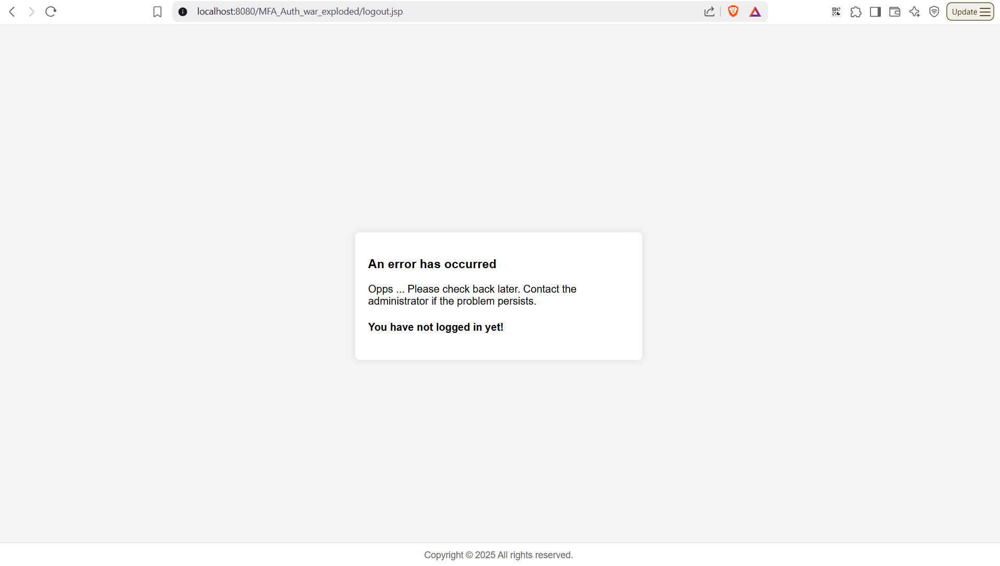 localhost:8080/MFA_Auth_war_exploded/logout.jsp
Update
An error has occurred
Opps ... Please check back later. Contact the
administrator if the problem persists.
You have not logged in yet!
Copyright © 2025 All rights reserved.